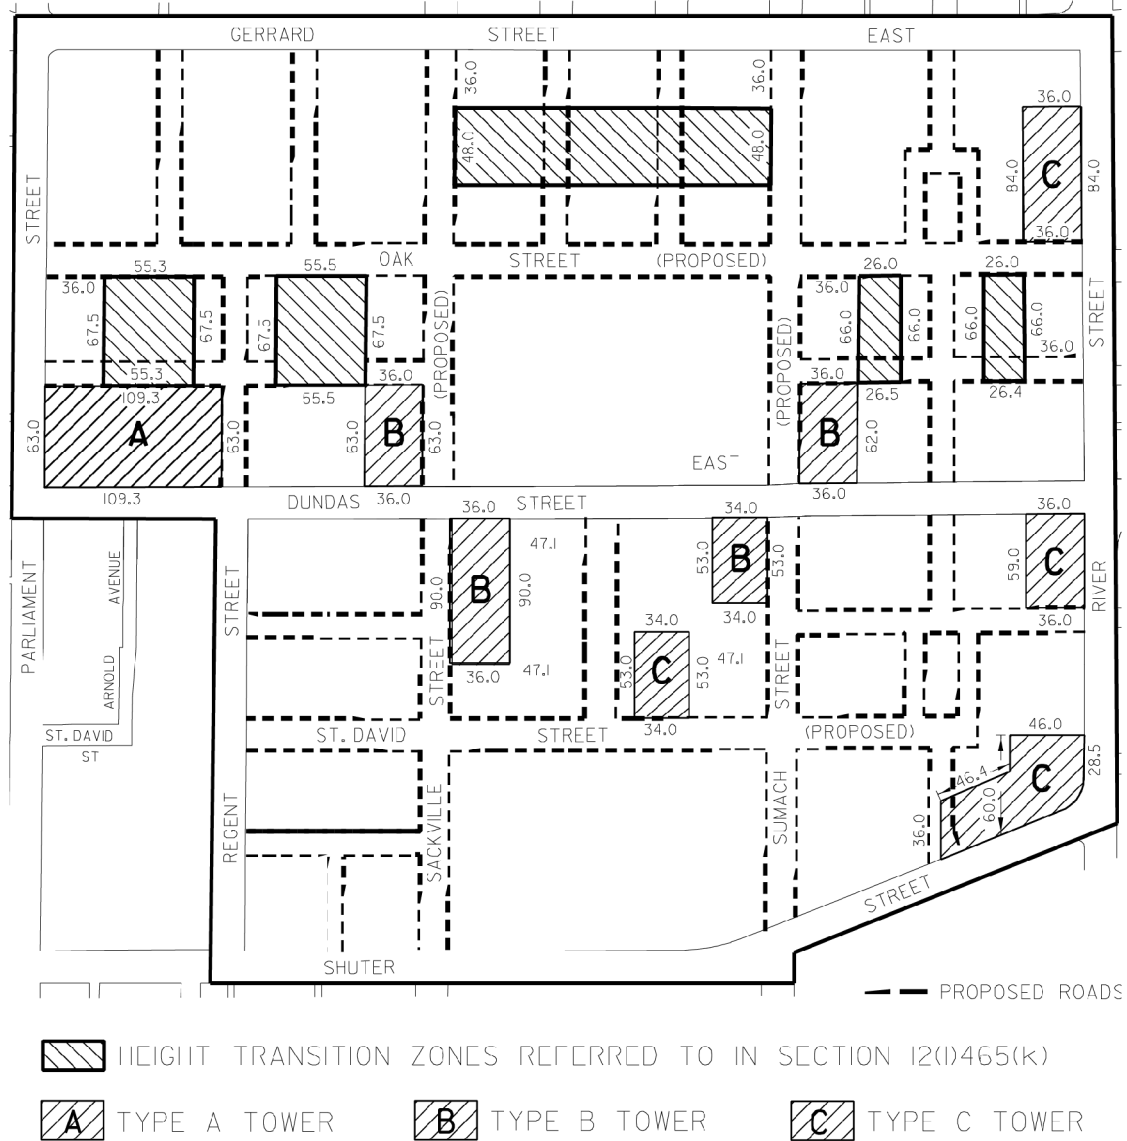 GERRARD STREET EAST
36.0
36.0
36.0
48.0
48.0
84.0
C
84.0
STREET
36.0
55.3
55.5
OAK STREET (PROPOSED)
26.0
26.0
36.0
36.0
STREET
67.5
67.5
67.5
67.5
(PROPOSED)
(PROPOSED)
66.0
66.0
66.0
66.0
36.0
55.3
36.0
36.0
109.3
55.5
26.5
26.4
63.0
A
63.0
53.0
B
63.0
B
62.0
EAST
109.3
DUNDAS
36.0
STREET
36.0
36.0
34.0
36.0
47.1
PARLIAMENT
AVENUE
ARNOLD
STREET
90.0
B
90.0
53.0
B
53.0
59.0
C
RIVER
34.0
34.0
36.0
STREET
36.0
47.1
53.0
C
53.0
47.1
STREET
34.0
ST. DAVID
ST
ST. DAVID STREET (PROPOSED)
46.0
46.4
C
28.5
60.0
36.0
REGENT
SACKVILLE
SUMACH
STREET
SHUTER
PROPOSED ROADS
HEIGHT TRANSITION ZONES REFERRED TO IN SECTION 12(1)465(k)
A TYPE A TOWER
B TYPE B TOWER
C TYPE C TOWER